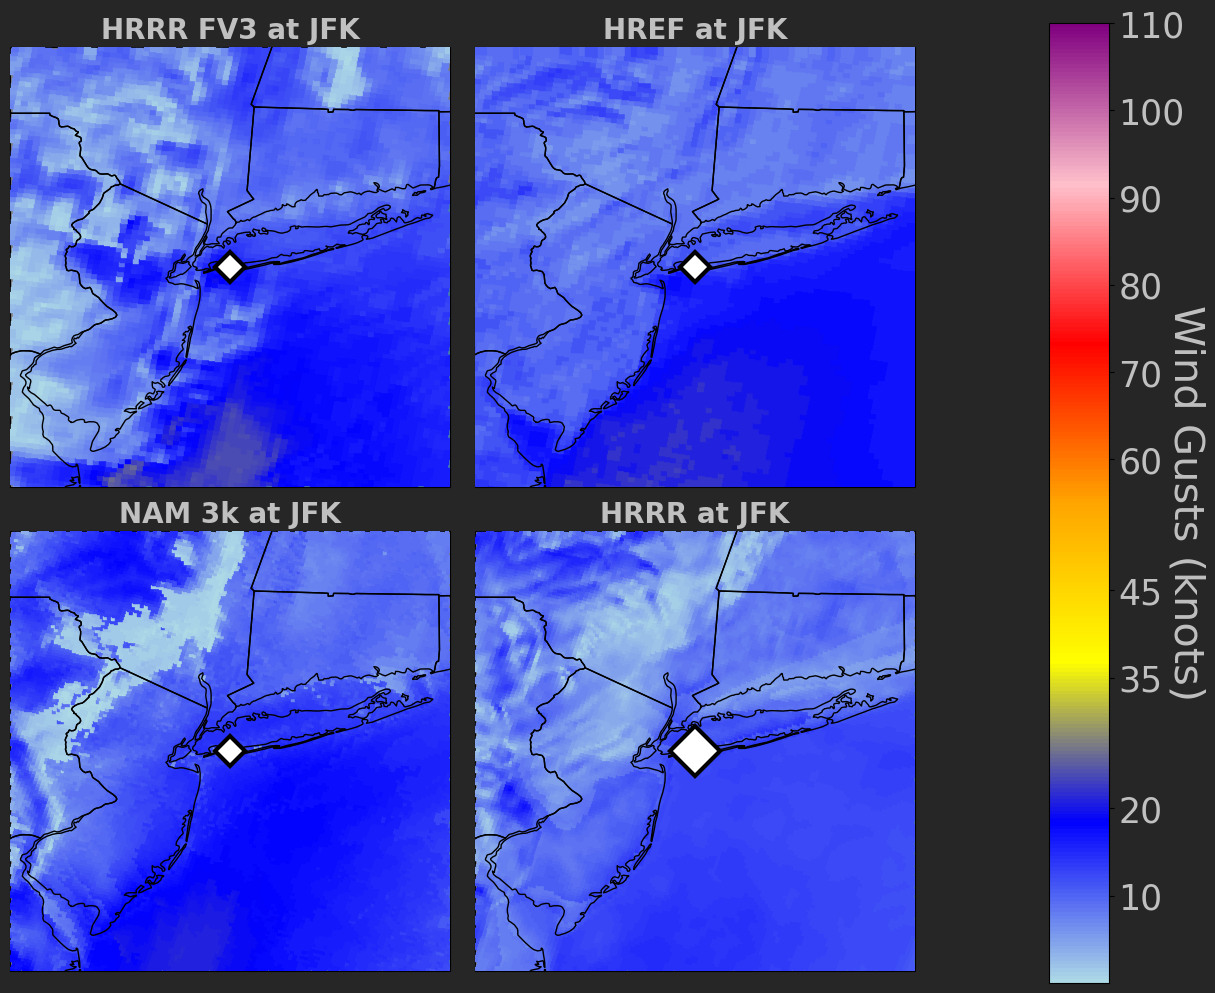 HRRR FV3 at JFK
HREF at JFK
NAM 3k at JFK
HRRR at JFK
110
100
90
80
70
60
45
35
20
10
Wind Gusts (knots)